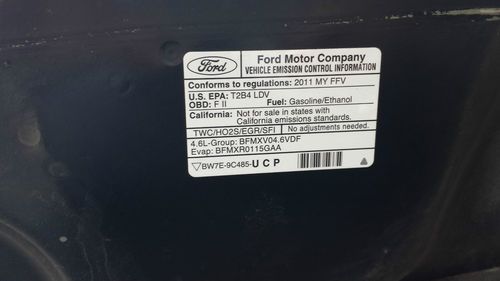 Ford
Ford Motor Company
VEHICLE EMISSION CONTROL INFORMATION
Conforms to regulations: 2011 MY FFV
U.S. EPA: T2B4 LDV
OBD: F II Fuel: Gasoline/Ethanol
California: Not for sale in states with
California emissions standards.
TWC/HO2S/EGR/SFI No adjustments needed.
4.6L-Group: BFMXV04.6VDF
Evap: BFMXR0115GAA
BW7E-9C485-UCP